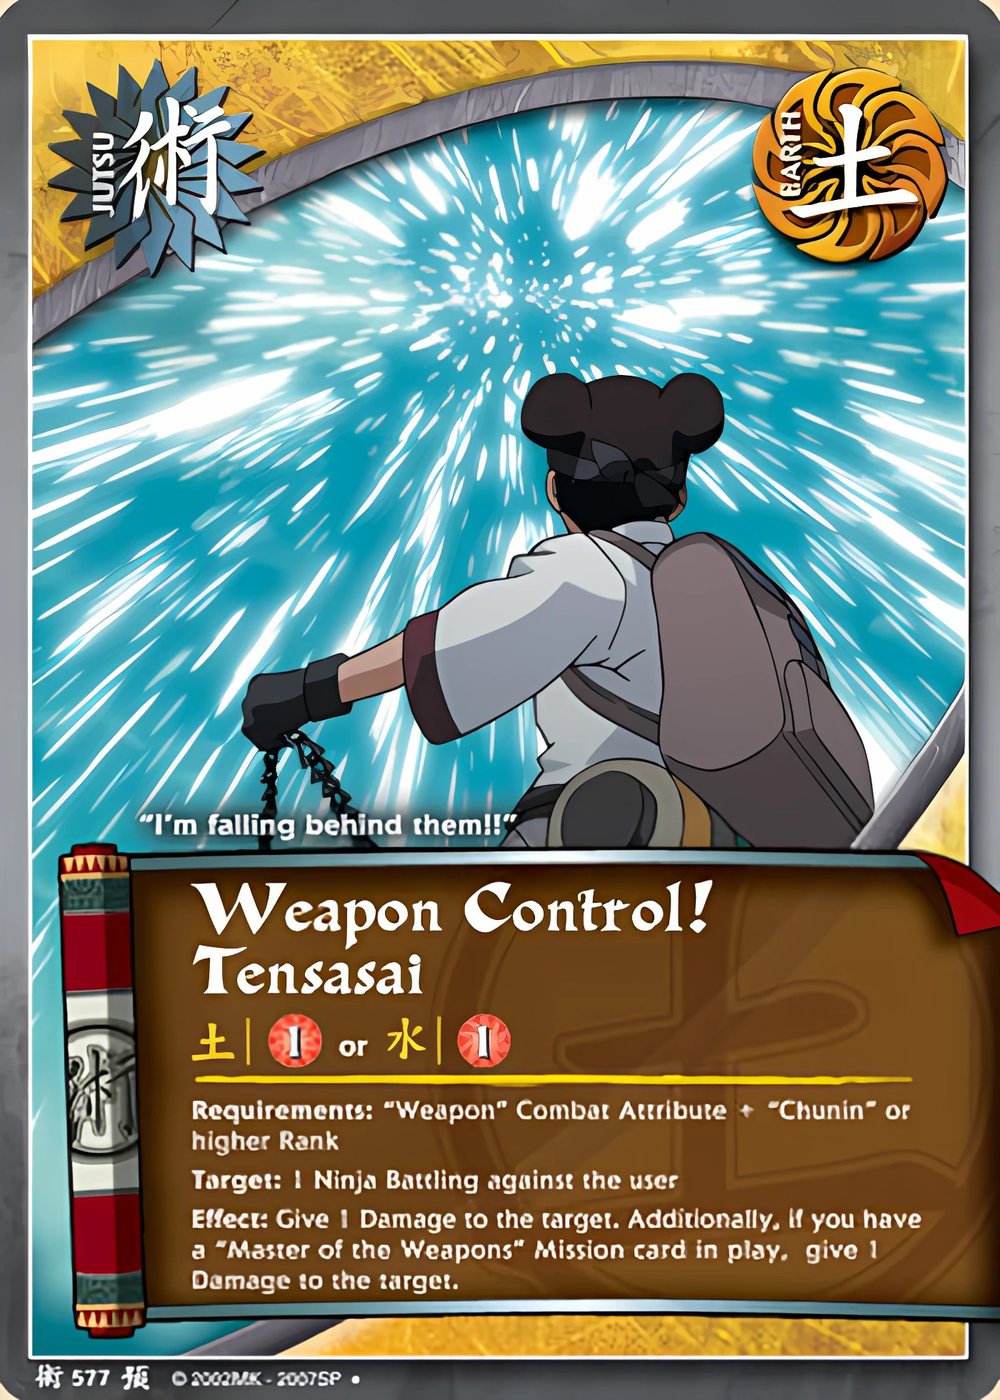 JUTSU 術
EARTH 土
"I'm falling behind them!!"
Weapon Control!
Tensasai
土| 1 or 水| 1
Requirements: "Weapon" Combat Attribute + "Chunin" or
higher Rank
Target: 1 Ninja Battling against the user
Effect: Give 1 Damage to the target. Additionally, if you have
a "Master of the Weapons" Mission card in play, give 1
Damage to the target.
術
術 577
© 2002MK - 2007SP •